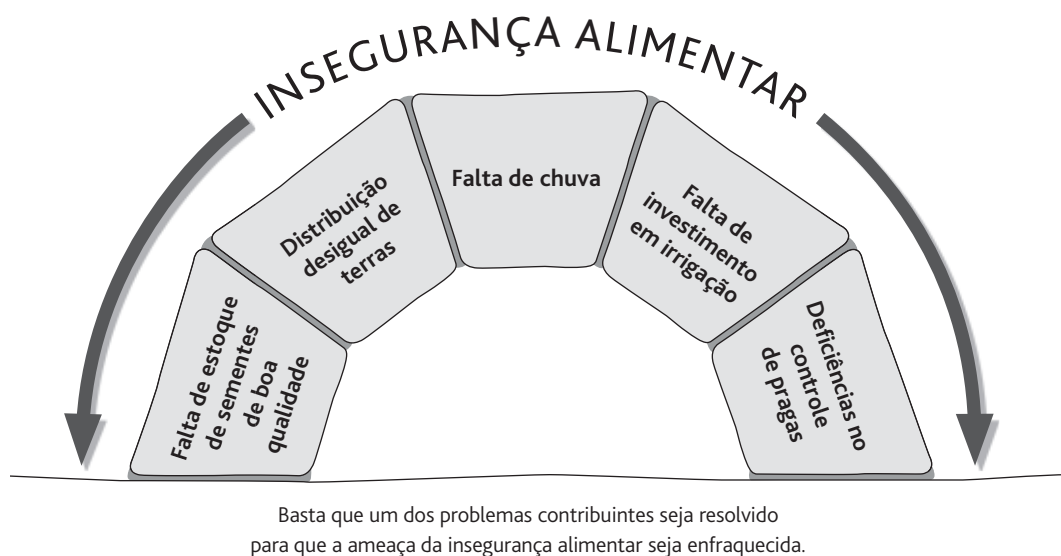 INSEGURANÇA ALIMENTAR
Falta de estoque
de sementes
de boa
qualidade
Distribuição
desigual de
terras
Falta de chuva
Falta de
investimento
em irrigação
Deficiências no
controle
de pragas
Basta que um dos problemas contribuintes seja resolvido
para que a ameaça da insegurança alimentar seja enfraquecida.